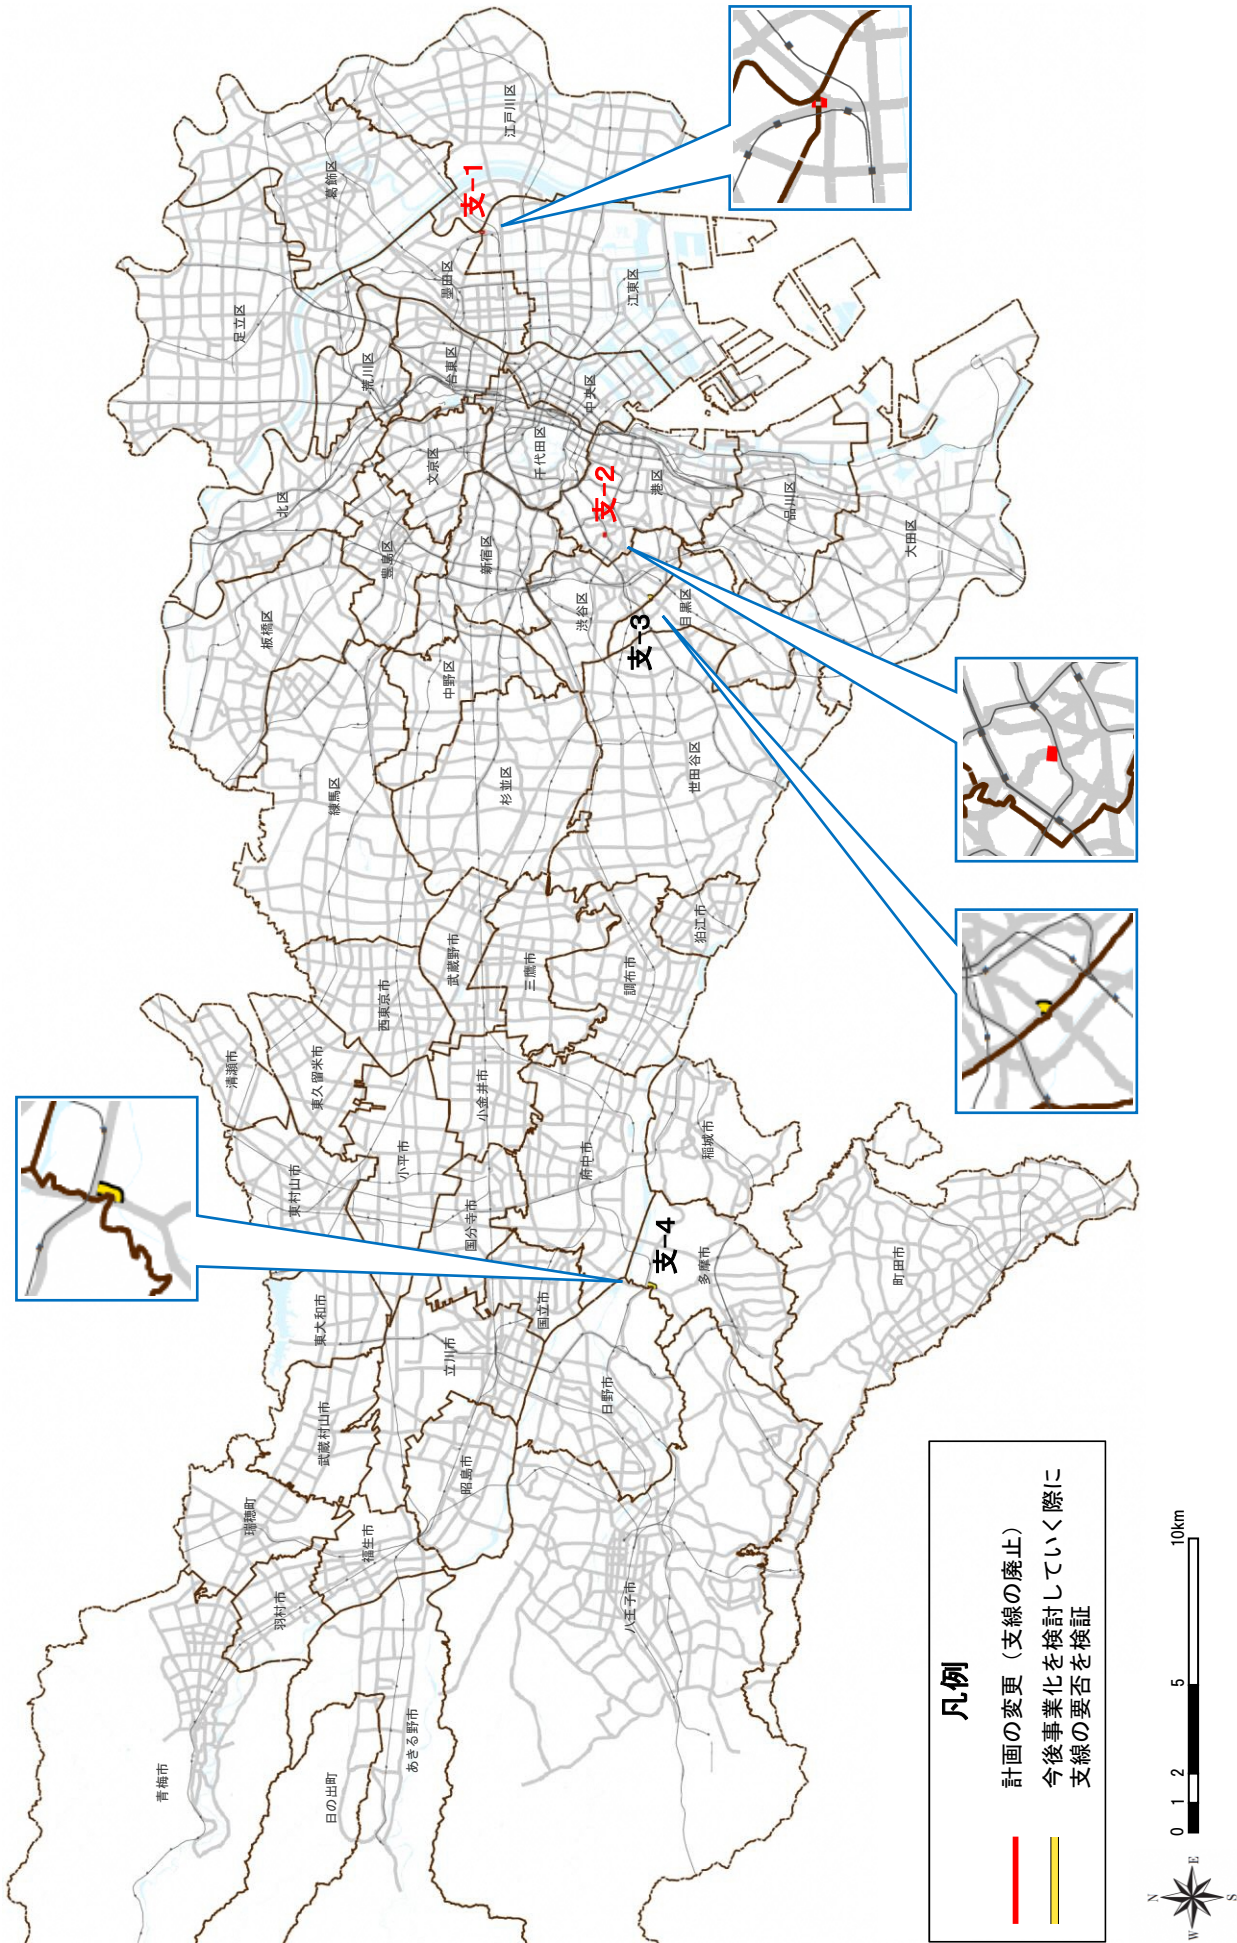 江戸川区
葛飾区
支-1
墨田区
江東区
足立区
荒川区
台東区
中央区
千代田区
文京区
北区
支-2
港区
品川区
大田区
豊島区
新宿区
渋谷区
目黒区
支-3
板橋区
中野区
世田谷区
杉並区
練馬区
狛江市
武蔵野市
三鷹市
調布市
西東京市
清瀬市
東久留米市
小金井市
稲城市
小平市
府中市
東村山市
国分寺市
支-4
多摩市
町田市
国立市
東大和市
立川市
日野市
武蔵村山市
昭島市
瑞穂町
福生市
羽村市
八王子市
青梅市
日の出町
あきる野市
凡例
計画の変更（支線の廃止）
今後事業化を検討していく際に
支線の要否を検証
0 1 2 5 10km
N
W E
S